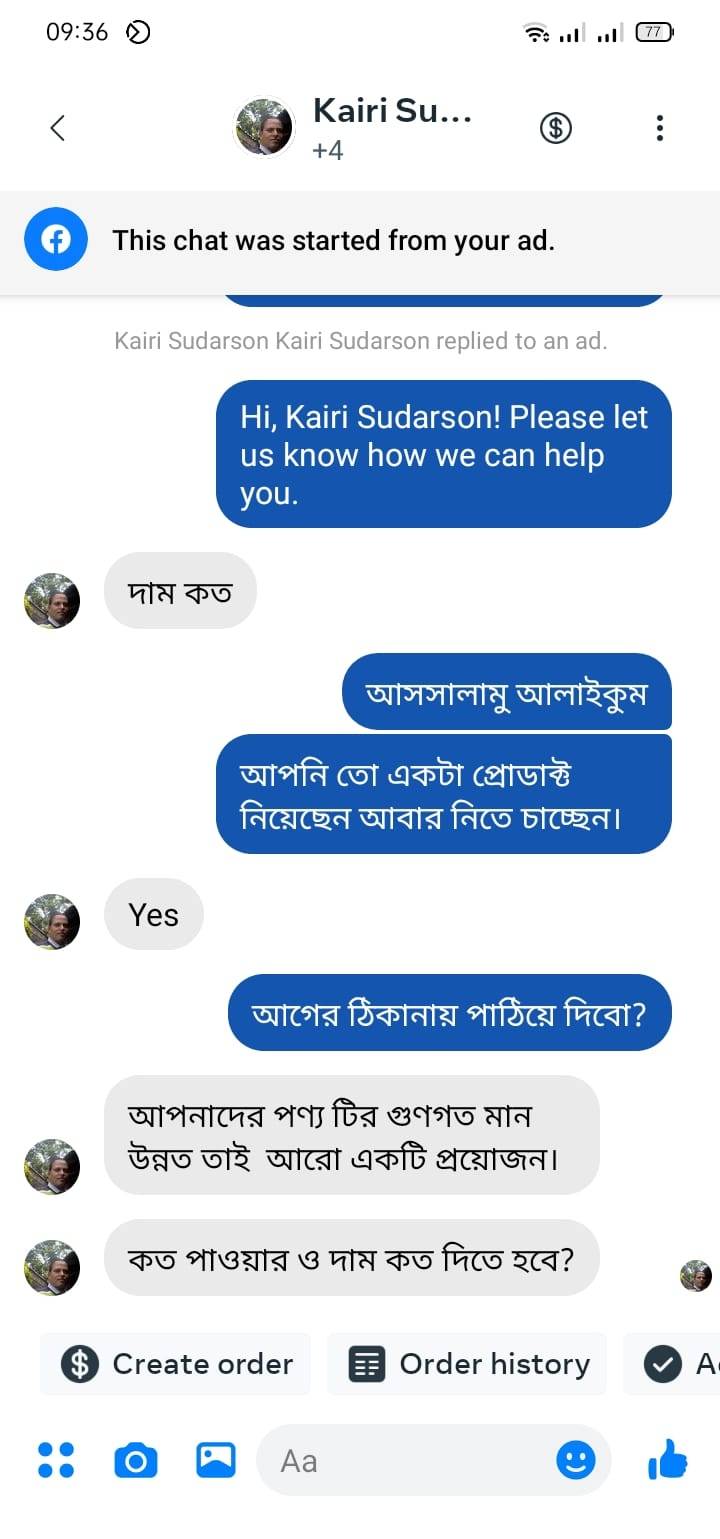 09:36
77
Kairi Su...
+4
This chat was started from your ad.
Kairi Sudarson Kairi Sudarson replied to an ad.
Hi, Kairi Sudarson! Please let
us know how we can help
you.
দাম কত
আসসালামু আলাইকুম
আপনি তো একটা প্রোডাক্ট
নিয়েছেন আবার নিতে চাচ্ছেন।
Yes
আগের ঠিকানায় পাঠিয়ে দিবো?
আপনাদের পণ্য টির গুণগত মান
উন্নত তাই আরো একটি প্রয়োজন।
কত পাওয়ার ও দাম কত দিতে হবে?
Create order
Order history
Aa